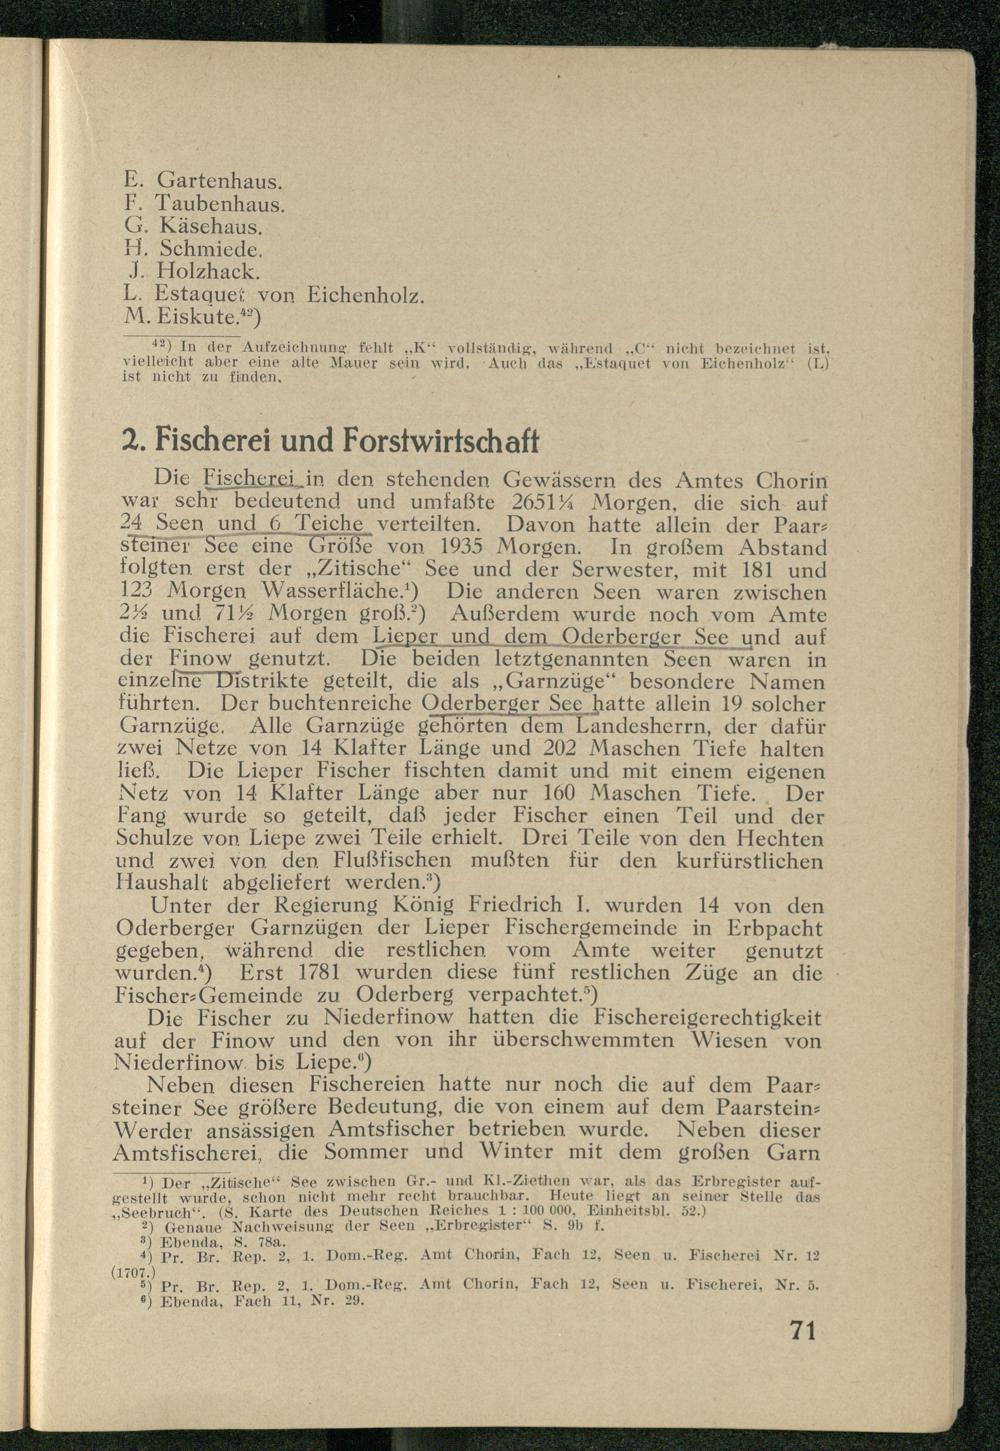 E. Gartenhaus.
F. Taubenhaus.
G. Käsehaus.
H. Schmiede.
J. Holzhack.
L. Estaquet von Eichenholz.
M. Eiskute.⁴²)
⁴²) In der Aufzeichnung fehlt „K“ vollständig, während „C“ nicht bezeichnet ist,
vielleicht aber eine alte Mauer sein wird. Auch das „Estaquet von Eichenholz“ (L)
ist nicht zu finden.
2. Fischerei und Forstwirtschaft
Die Fischerei in den stehenden Gewässern des Amtes Chorin
war sehr bedeutend und umfaßte 2651¼ Morgen, die sich auf
24 Seen und 6 Teiche verteilten. Davon hatte allein der Paar-
steiner See eine Größe von 1935 Morgen. In großem Abstand
folgten erst der „Zitische“ See und der Serwester, mit 181 und
123 Morgen Wasserfläche.¹) Die anderen Seen waren zwischen
2½ und 71½ Morgen groß.²) Außerdem wurde noch vom Amte
die Fischerei auf dem Lieper und dem Oderberger See und auf
der Finow genutzt. Die beiden letztgenannten Seen waren in
einzelne Distrikte geteilt, die als „Garnzüge“ besondere Namen
führten. Der buchtenreiche Oderberger See hatte allein 19 solcher
Garnzüge. Alle Garnzüge gehörten dem Landesherrn, der dafür
zwei Netze von 14 Klafter Länge und 202 Maschen Tiefe halten
ließ. Die Lieper Fischer fischten damit und mit einem eigenen
Netz von 14 Klafter Länge aber nur 160 Maschen Tiefe. Der
Fang wurde so geteilt, daß jeder Fischer einen Teil und der
Schulze von Liepe zwei Teile erhielt. Drei Teile von den Hechten
und zwei von den Flußfischen mußten für den kurfürstlichen
Haushalt abgeliefert werden.³)
Unter der Regierung König Friedrich I. wurden 14 von den
Oderberger Garnzügen der Lieper Fischergemeinde in Erbpacht
gegeben, während die restlichen vom Amte weiter genutzt
wurden.⁴) Erst 1781 wurden diese fünf restlichen Züge an die
Fischer-Gemeinde zu Oderberg verpachtet.⁵)
Die Fischer zu Niederfinow hatten die Fischereigerechtigkeit
auf der Finow und den von ihr überschwemmten Wiesen von
Niederfinow bis Liepe.⁶)
Neben diesen Fischereien hatte nur noch die auf dem Paar-
steiner See größere Bedeutung, die von einem auf dem Paarstein-
Werder ansässigen Amtsfischer betrieben wurde. Neben dieser
Amtsfischerei, die Sommer und Winter mit dem großen Garn
¹) Der „Zitische“ See zwischen Gr.- und Kl.-Ziethen war, als das Erbregister auf-
gestellt wurde, schon nicht mehr recht brauchbar. Heute liegt an seiner Stelle das
„Seebruch“. (S. Karte des Deutschen Reiches 1 : 100 000, Einheitsbl. 52.)
²) Genaue Nachweisung der Seen „Erbregister“ S. 9b f.
³) Ebenda, S. 78a.
⁴) Pr. Br. Rep. 2, 1. Dom.-Reg. Amt Chorin, Fach 12, Seen u. Fischerei Nr. 12
(1707.)
⁵) Pr. Br. Rep. 2, 1. Dom.-Reg. Amt Chorin, Fach 12, Seen u. Fischerei, Nr. 5.
⁶) Ebenda, Fach 11, Nr. 29.
71